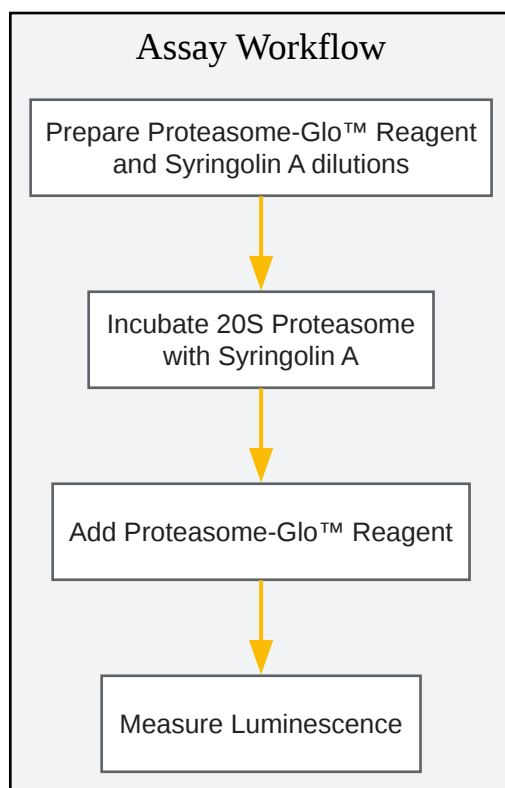 Assay Workflow
Prepare Proteasome-Glo™ Reagent
and Syringolin A dilutions
Incubate 20S Proteasome
with Syringolin A
Add Proteasome-Glo™ Reagent
Measure Luminescence